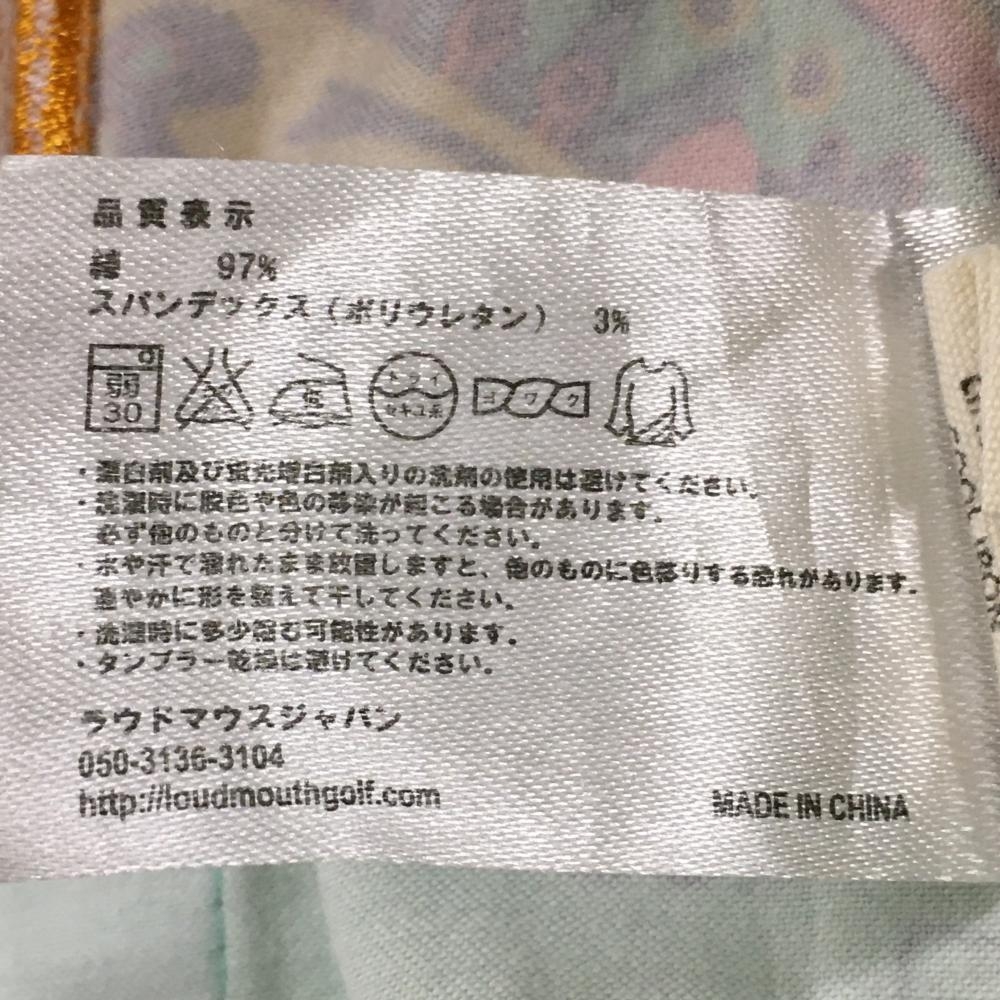 品質表示
綿 97%
スパンデックス（ポリウレタン） 3%
弱
30
低
ドライ
セキユ系
ヨワク
・漂白剤及び蛍光増白剤入りの洗剤の使用は避けてください。
・洗濯時に脱色や色の移染が起こる場合があります。
必ず他のものと分けて洗ってください。
・水や汗で濡れたまま放置しますと、他のものに色移りする恐れがあります。
速やかに形を整えて干してください。
・洗濯時に多少縮む可能性があります。
・タンブラー乾燥は避けてください。
ラウドマウスジャパン
050-3136-3104
http://loudmouthgolf.com
MADE IN CHINA